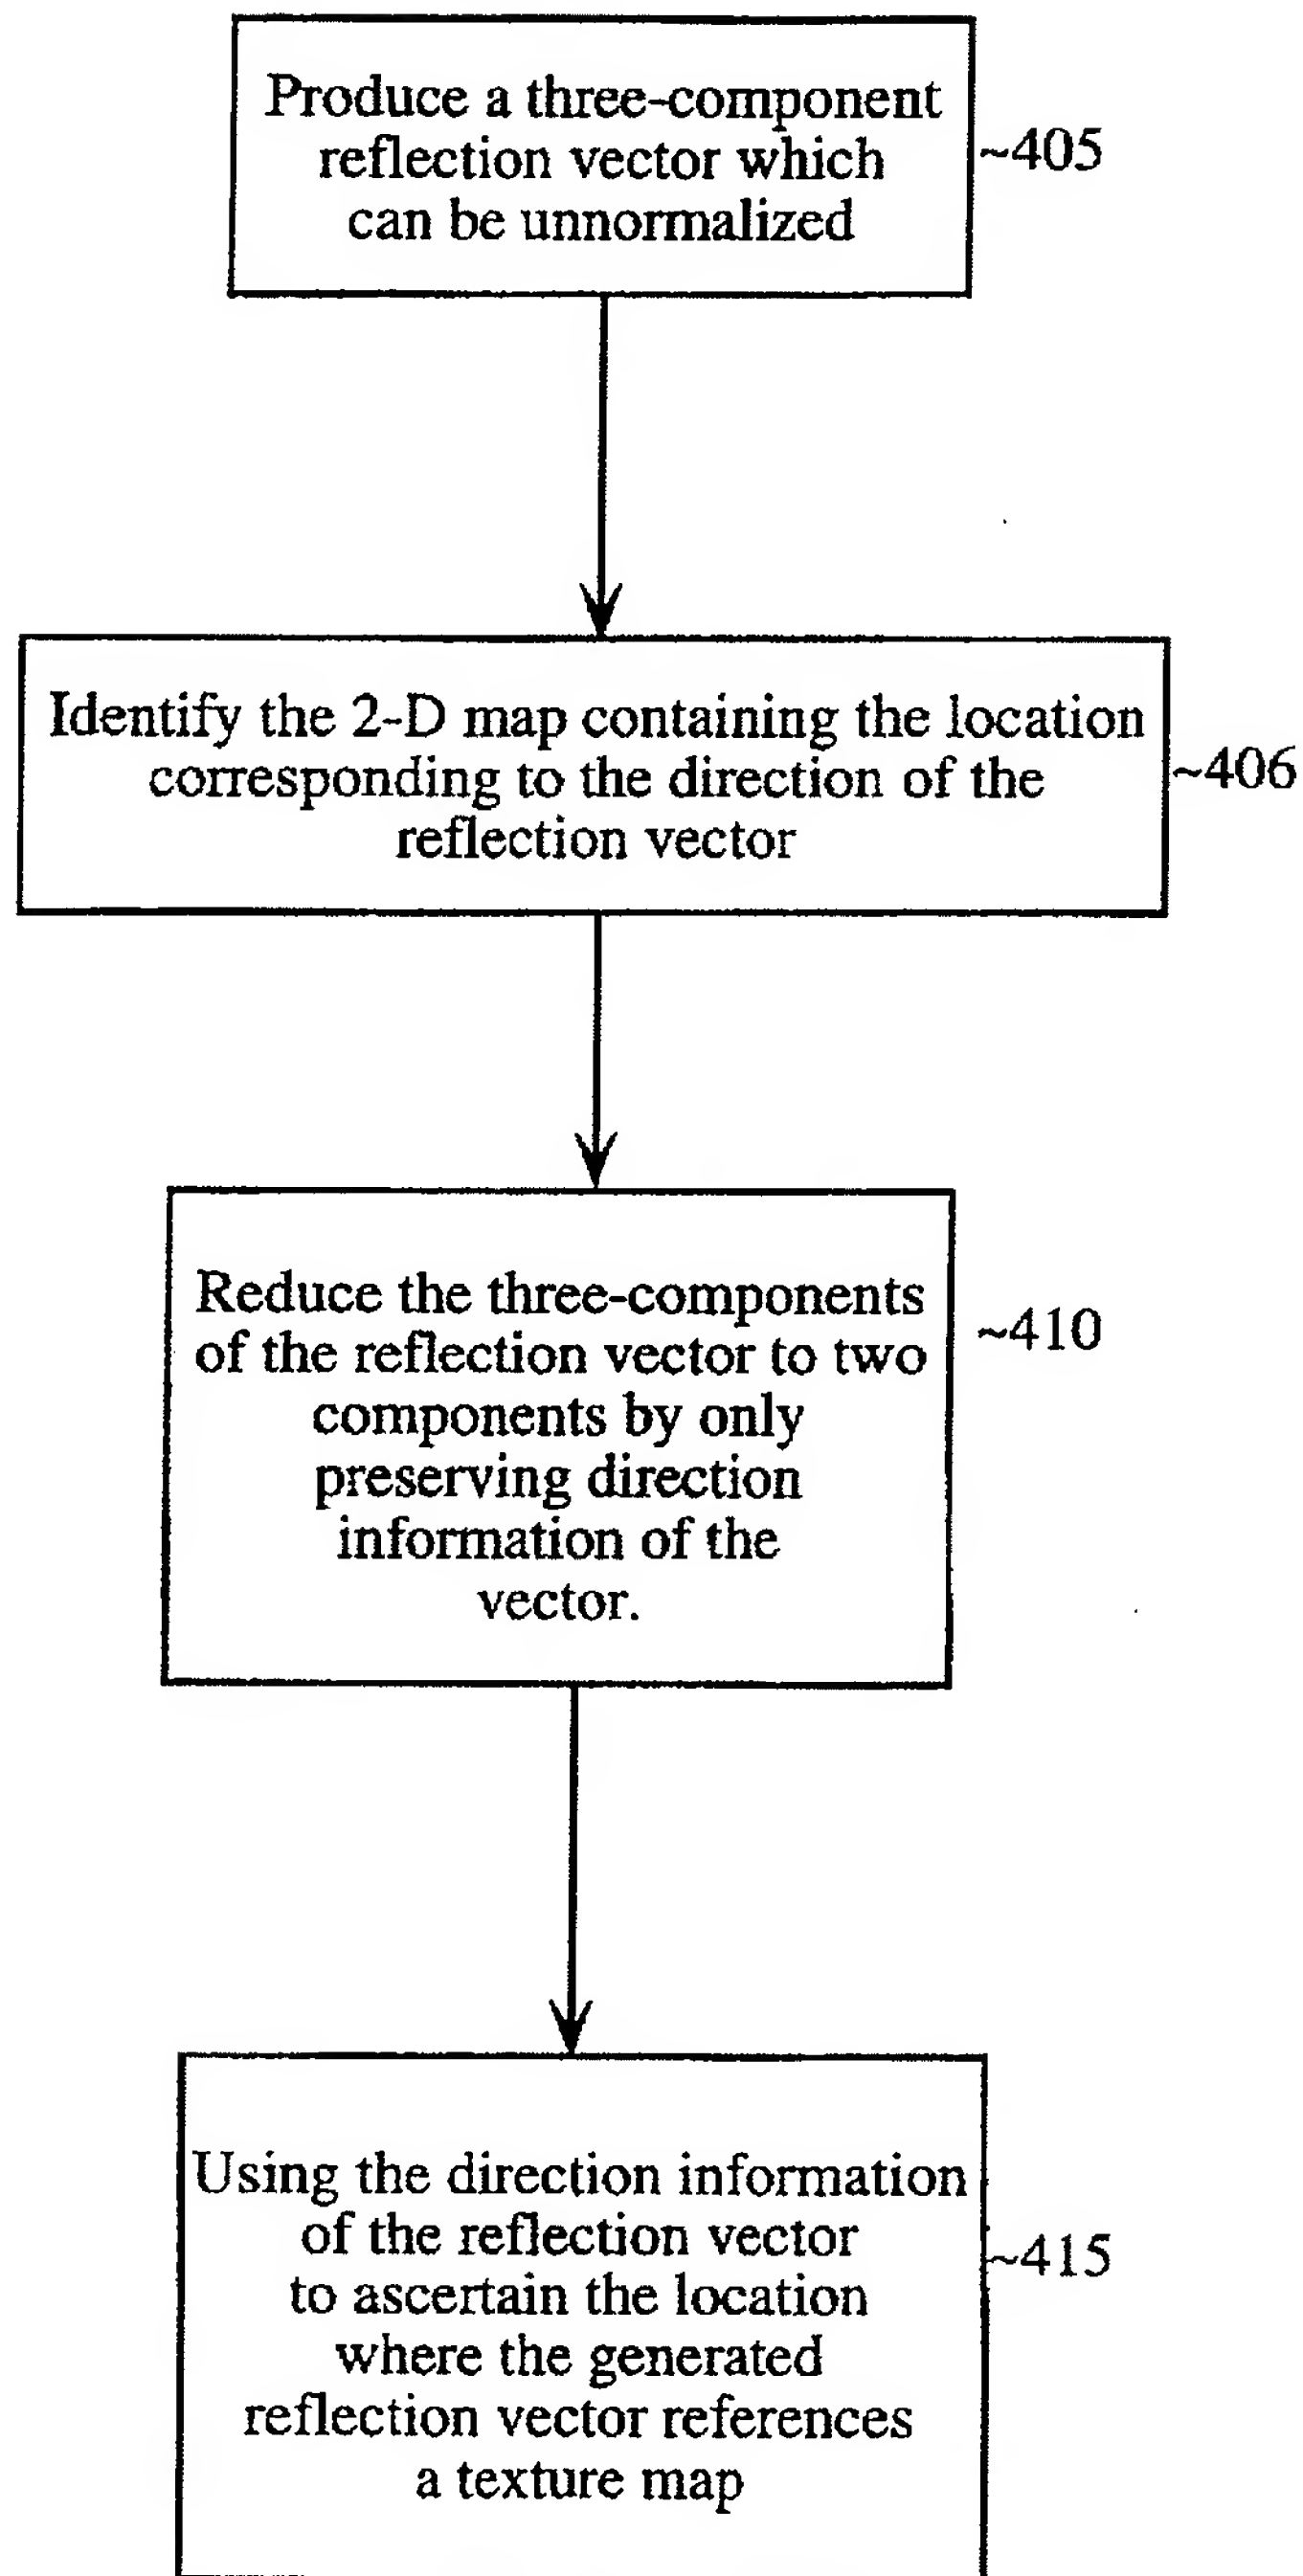 Produce a three-component
reflection vector which
can be unnormalized
~405
Identify the 2-D map containing the location
corresponding to the direction of the
reflection vector
~406
Reduce the three-components
of the reflection vector to two
components by only
preserving direction
information of the
vector.
~410
Using the direction information
of the reflection vector
to ascertain the location
where the generated
reflection vector references
a texture map
~415